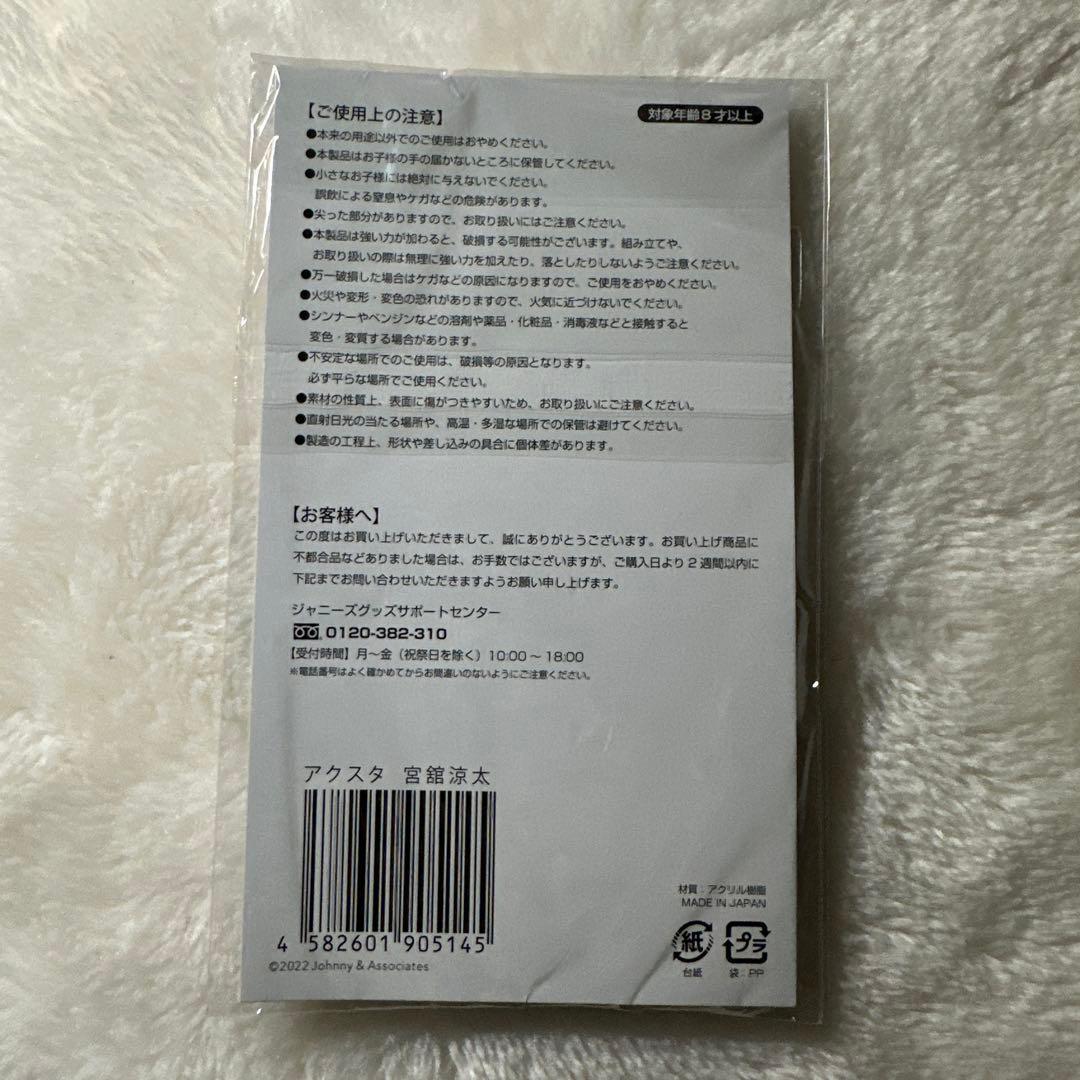 【ご使用上の注意】
対象年齢8才以上
●本来の用途以外でのご使用はおやめください。
●本製品はお子様の手の届かないところに保管してください。
●小さなお子様には絶対に与えないでください。
誤飲による窒息やケガなどの危険があります。
●尖った部分がありますので、お取り扱いにはご注意ください。
●本製品は強い力が加わると、破損する可能性がございます。組み立てや、
お取り扱いの際は無理に強い力を加えたり、落としたりしないようご注意ください。
●万一破損した場合はケガなどの原因になりますので、ご使用をおやめください。
●火災や変形・変色の恐れがありますので、火気に近づけないでください。
●シンナーやベンジンなどの溶剤や薬品・化粧品・消毒液などと接触すると
変色・変質する場合があります。
●不安定な場所でのご使用は、破損等の原因となります。
必ず平らな場所でご使用ください。
●素材の性質上、表面に傷がつきやすいため、お取り扱いにご注意ください。
●直射日光の当たる場所や、高温・多湿な場所での保管は避けてください。
●製造の工程上、形状や差し込みの具合に個体差があります。
【お客様へ】
この度はお買い上げいただきまして、誠にありがとうございます。お買い上げ商品に
不都合品などありました場合は、お手数ではございますが、ご購入日より2週間以内に
下記までお問い合わせいただきますようお願い申し上げます。
ジャニーズグッズサポートセンター
0120-382-310
【受付時間】月～金（祝祭日を除く）10:00～18:00
※電話番号はよく確かめてからお間違いのないようにご注意ください。
アクスタ 宮舘涼太
4 582601 905145
©2022 Johnny & Associates
材質：アクリル樹脂
MADE IN JAPAN
紙 プラ
台紙 袋：PP